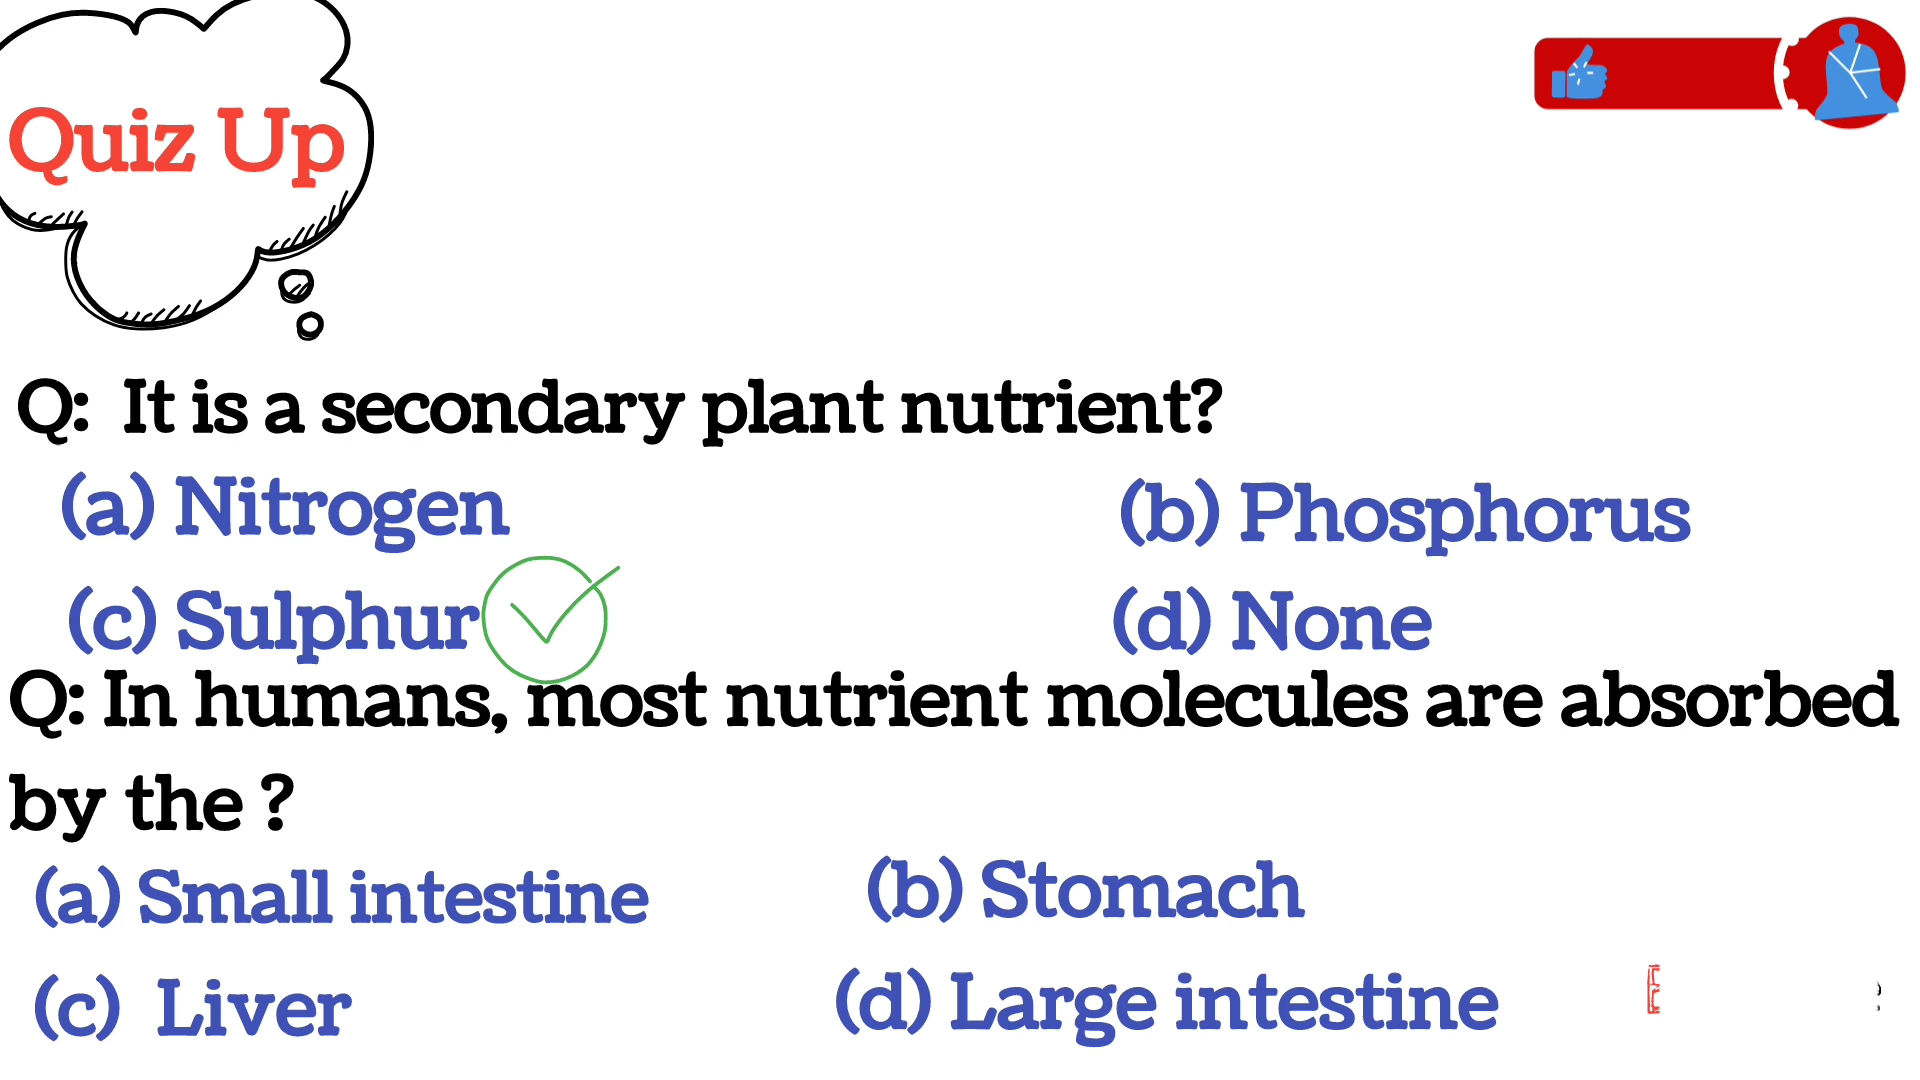 Quiz Up
Q: It is a secondary plant nutrient?
(a) Nitrogen
(b) Phosphorus
(c) Sulphur
(d) None
Q: In humans, most nutrient molecules are absorbed
by the ?
(a) Small intestine
(b) Stomach
(c) Liver
(d) Large intestine